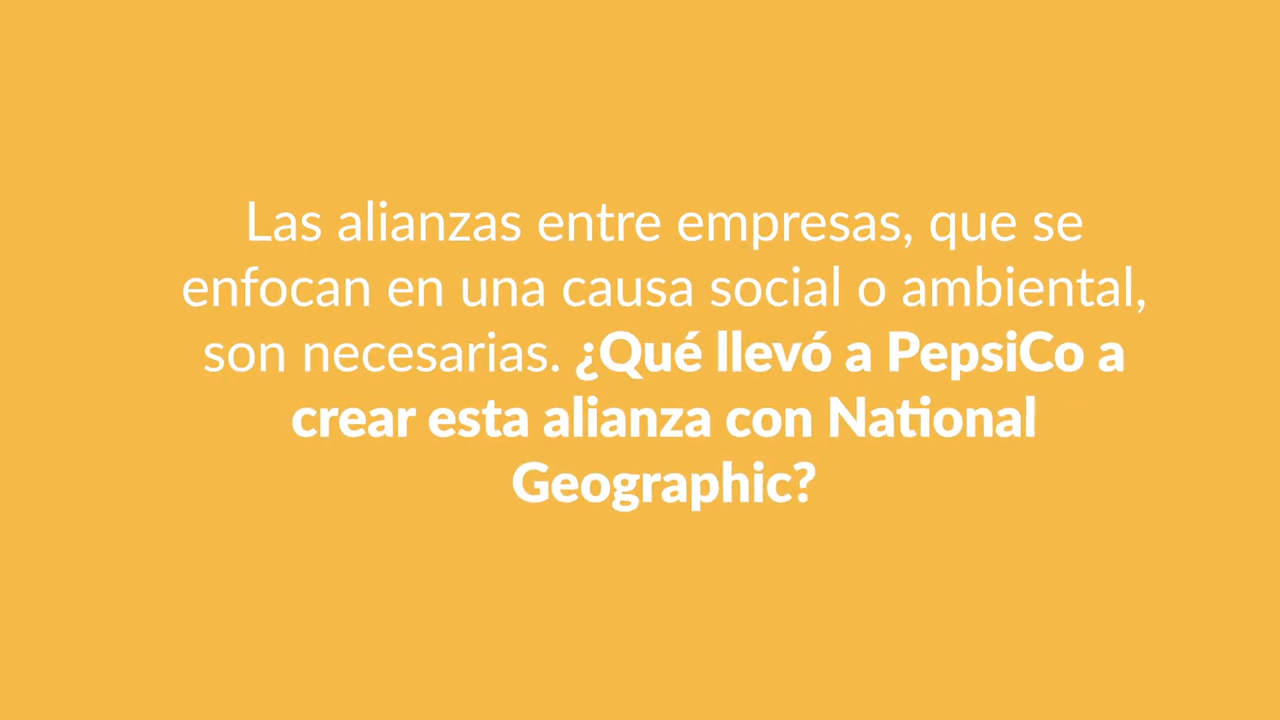 Las alianzas entre empresas, que se
enfocan en una causa social o ambiental,
son necesarias. ¿Qué llevó a PepsiCo a
crear esta alianza con National
Geographic?